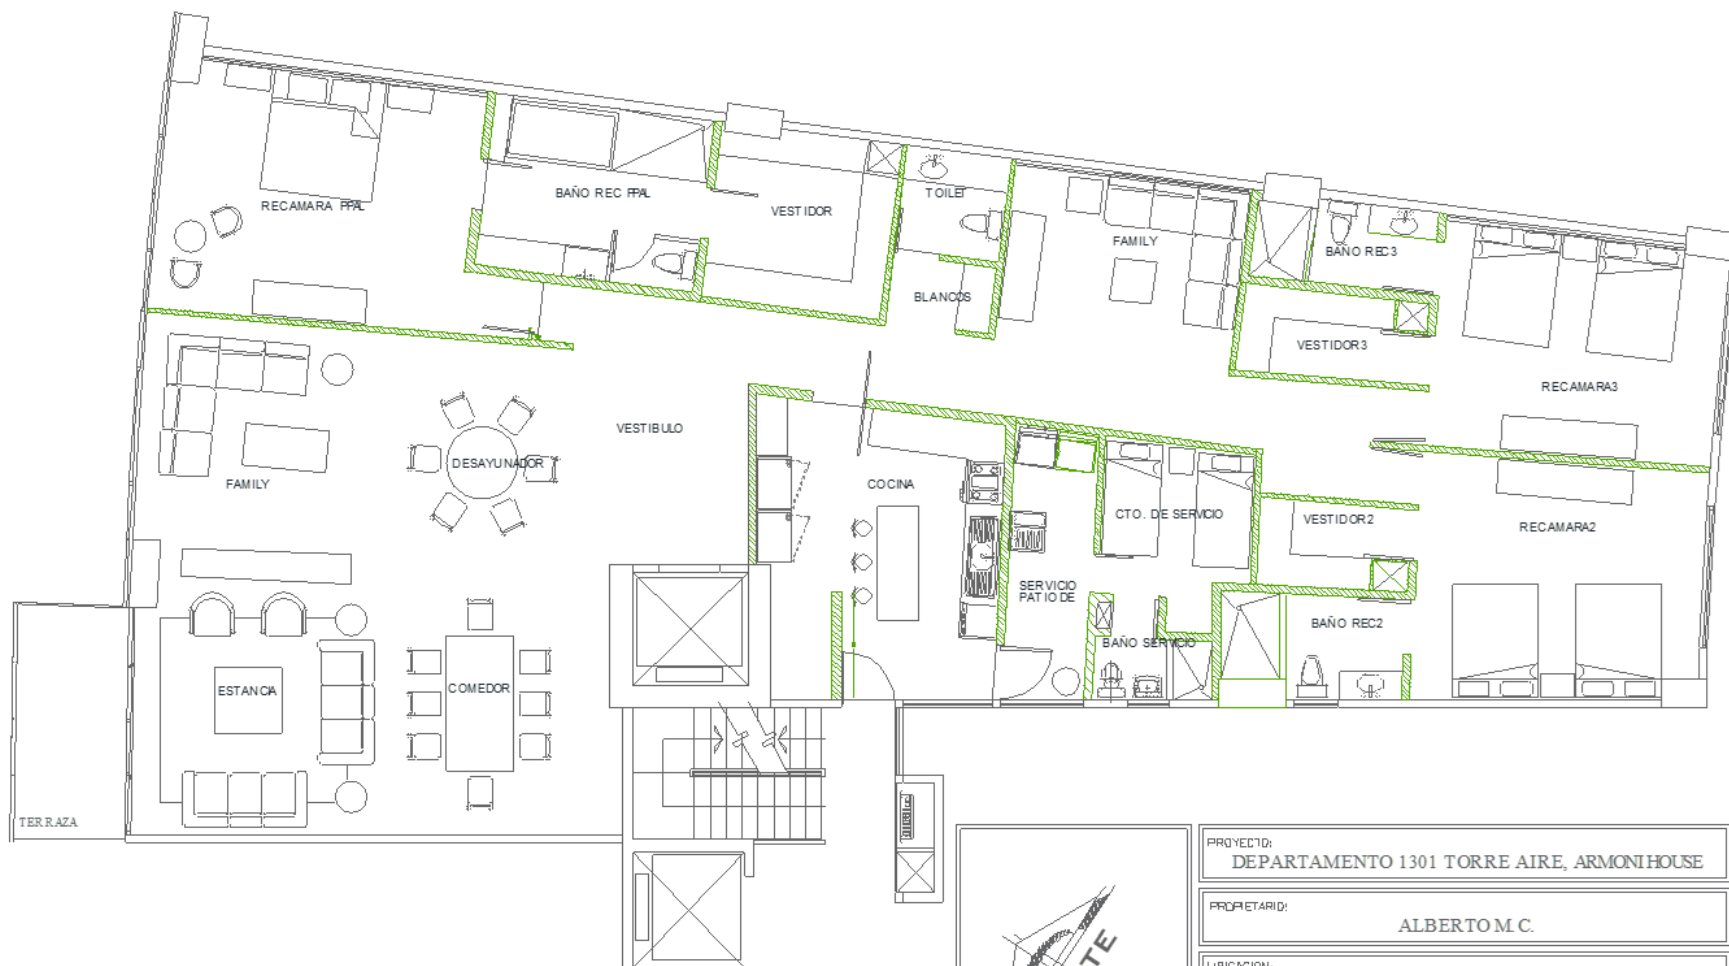 RECAMARA PPAL
BAÑO REC PPAL
VESTIDOR
TOILET
BLANCOS
FAMILY
BAÑO REC3
VESTIDOR3
RECAMARA3
VESTIBULO
DESAYUNADOR
FAMILY
COCINA
CTO. DE SERVICIO
VESTIDOR2
RECAMARA2
SERVICIO
PATIO DE
BAÑO SERVICIO
BAÑO REC2
ESTANCIA
COMEDOR
TERRAZA
PROYECTO:
DEPARTAMENTO 1301 TORRE AIRE, ARMONI HOUSE
PROPIETARIO:
ALBERTO M. C.
UBICACION: